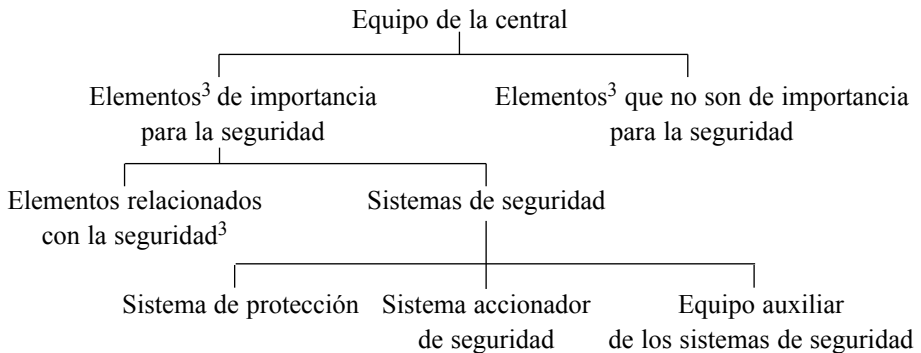 Equipo de la central
Elementos³ de importancia
para la seguridad
Elementos³ que no son de importancia
para la seguridad
Elementos relacionados
con la seguridad³
Sistemas de seguridad
Sistema de protección
Sistema accionador
de seguridad
Equipo auxiliar
de los sistemas de seguridad